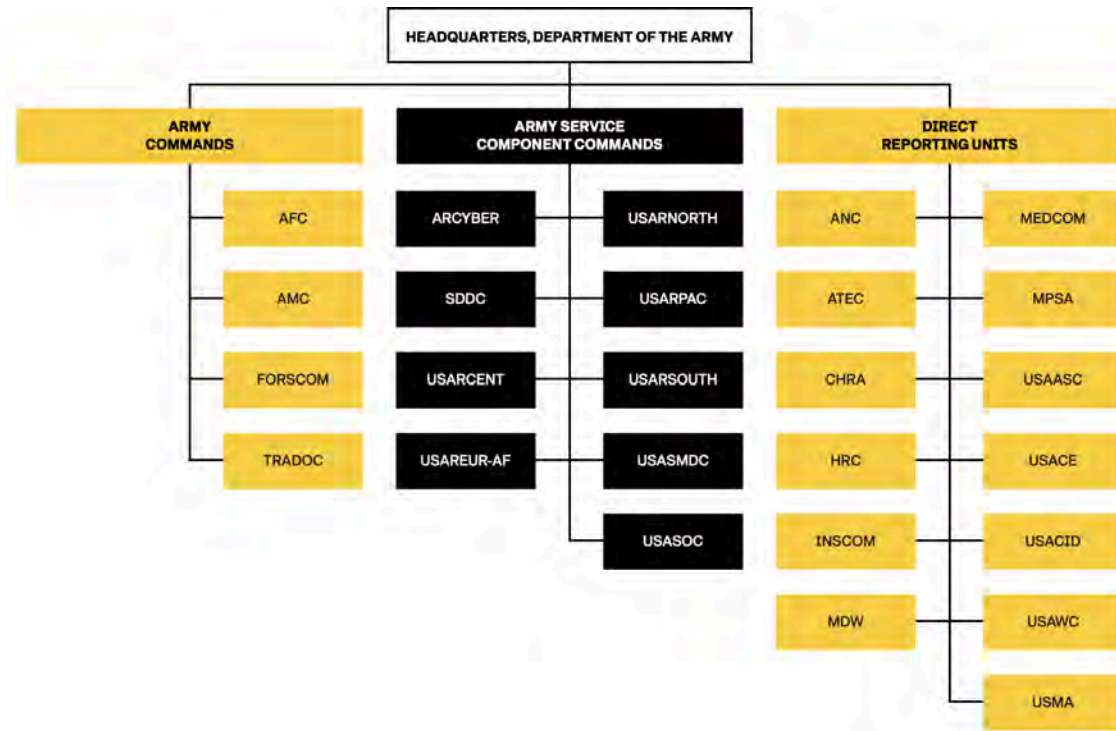 HEADQUARTERS, DEPARTMENT OF THE ARMY
ARMY
COMMANDS
AFC
AMC
FORSCOM
TRADOC
ARMY SERVICE
COMPONENT COMMANDS
ARCYBER
USARNORTH
SDDC
USARPAC
USARCENT
USARSOUTH
USAREUR-AF
USASMDC
USASOC
DIRECT
REPORTING UNITS
ANC
MEDCOM
ATEC
MPSA
CHRA
USAASC
HRC
USACE
INSCOM
USACID
MDW
USAWC
USMA